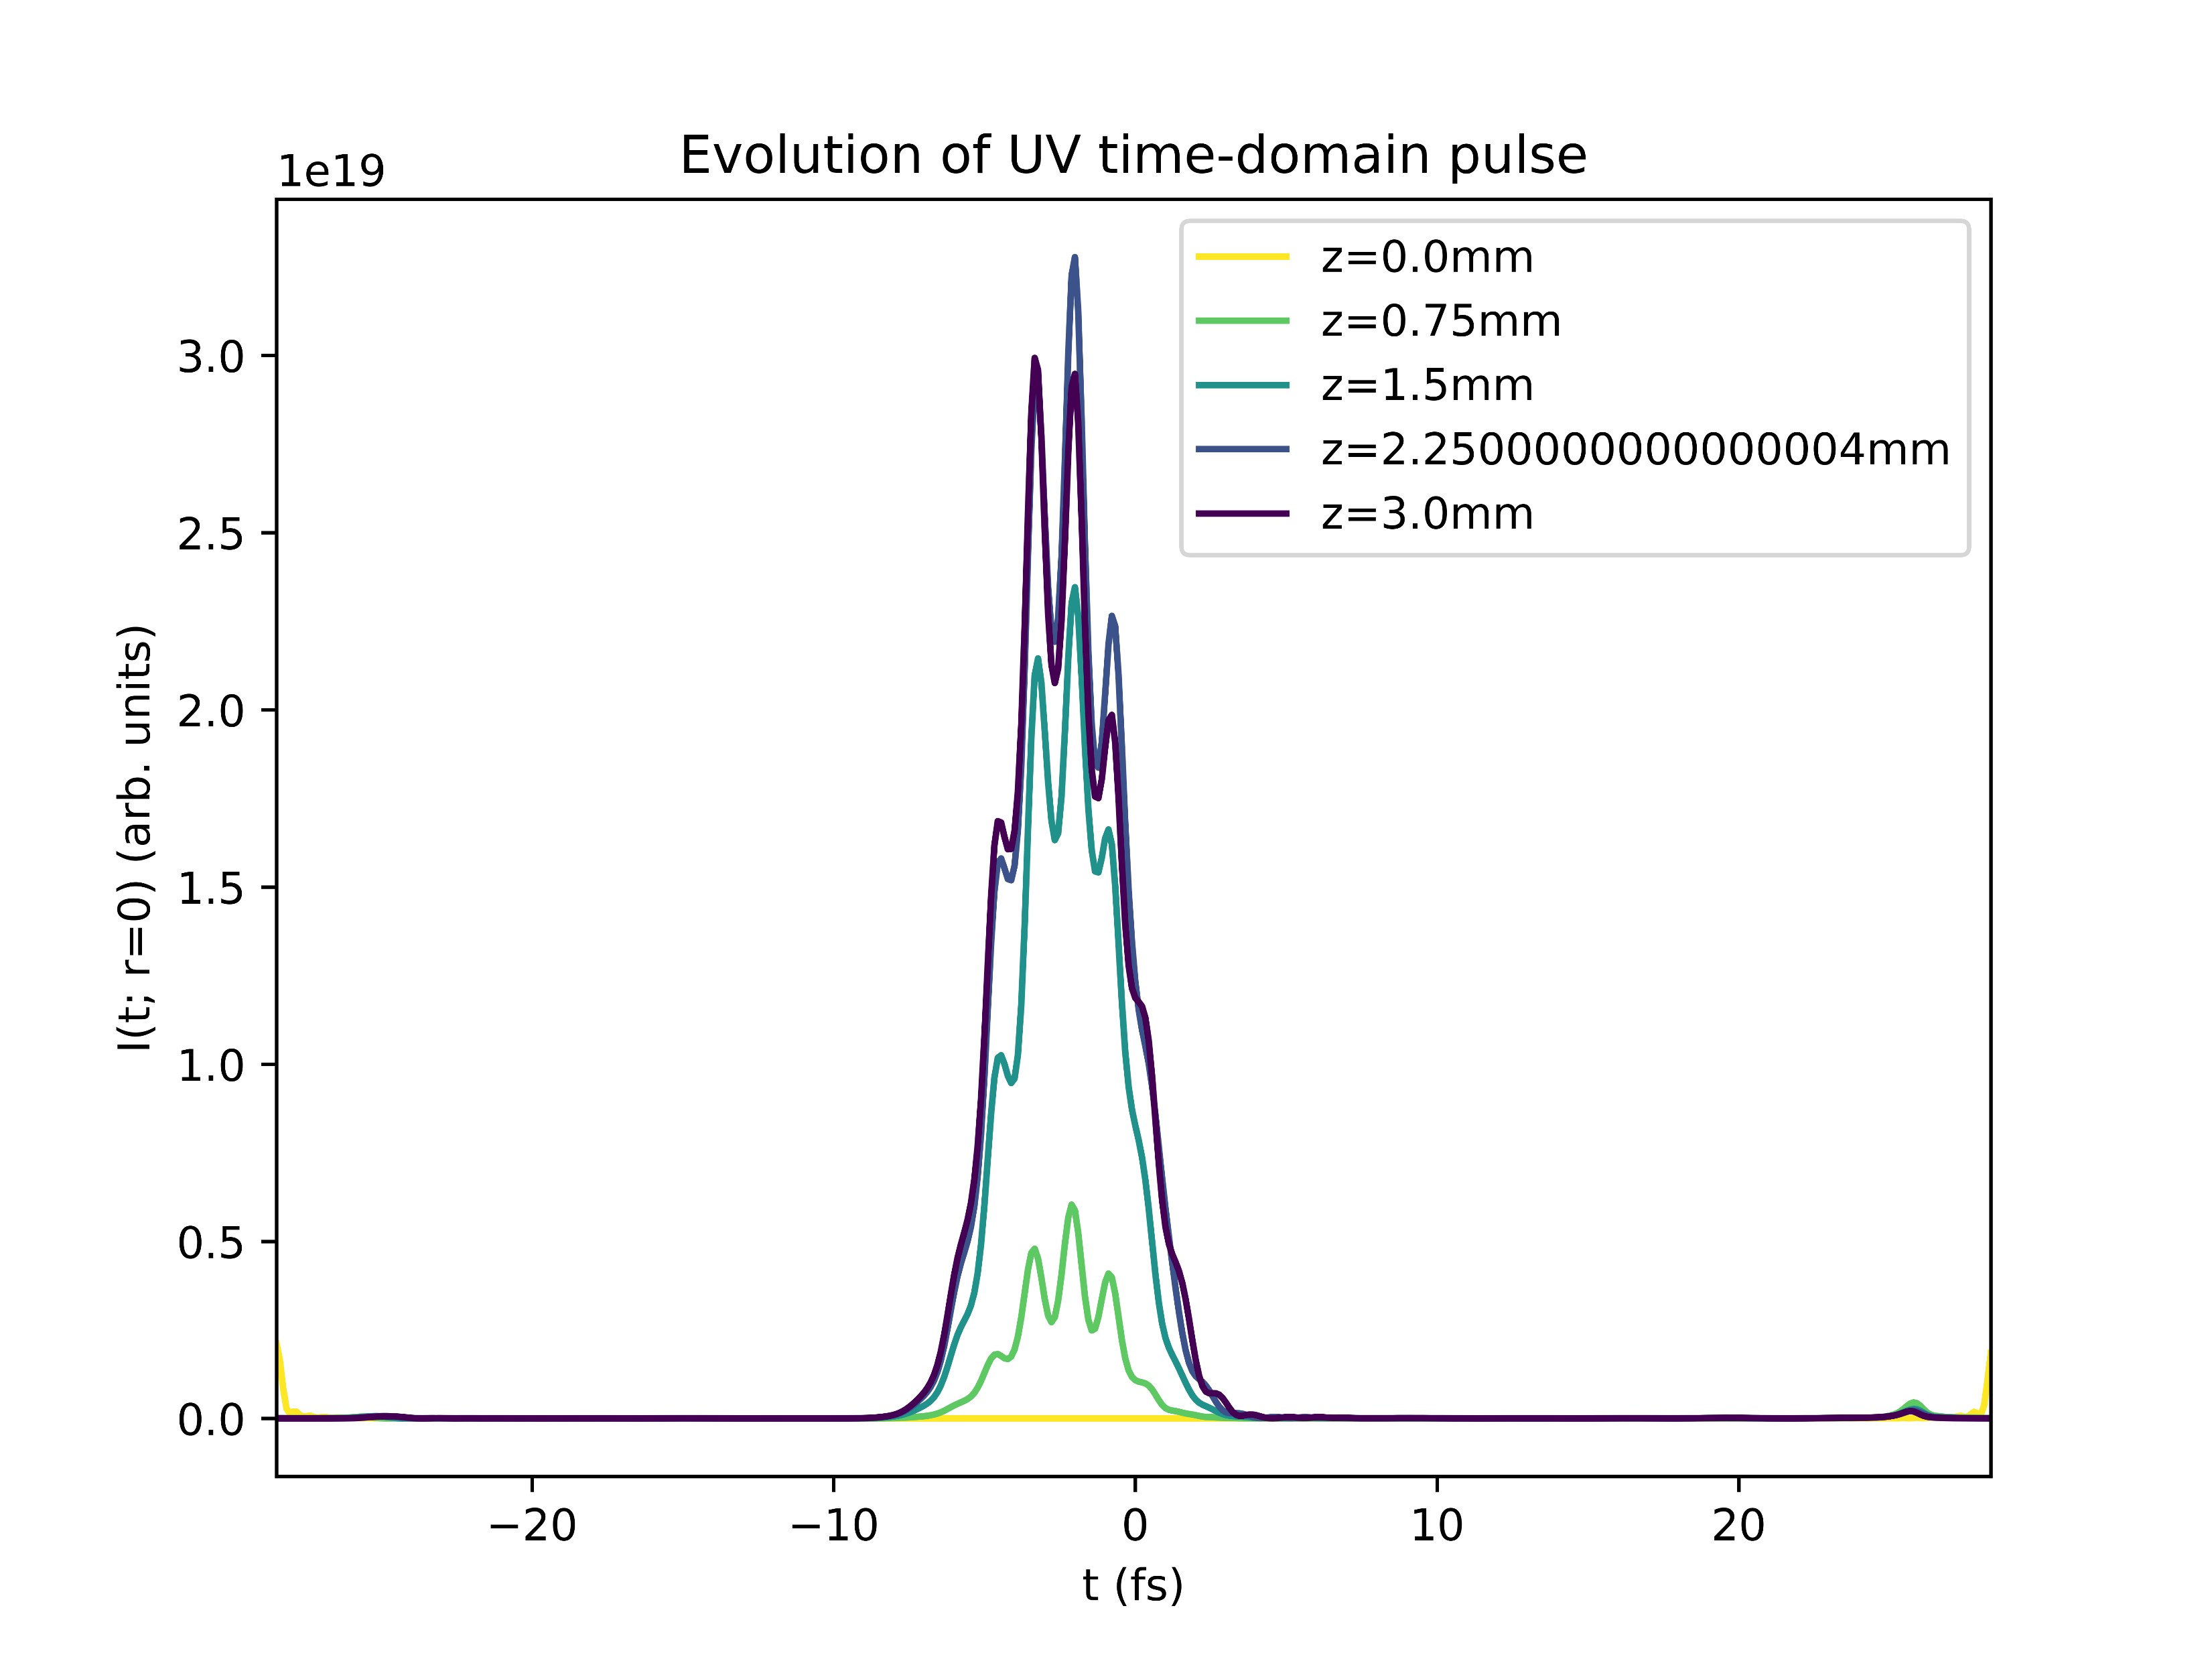 Evolution of UV time-domain pulse
1e19
z=0.0mm
z=0.75mm
z=1.5mm
z=2.2500000000000004mm
z=3.0mm
I(t; r=0) (arb. units)
3.0
2.5
2.0
1.5
1.0
0.5
0.0
−20 −10 0 10 20
t (fs)